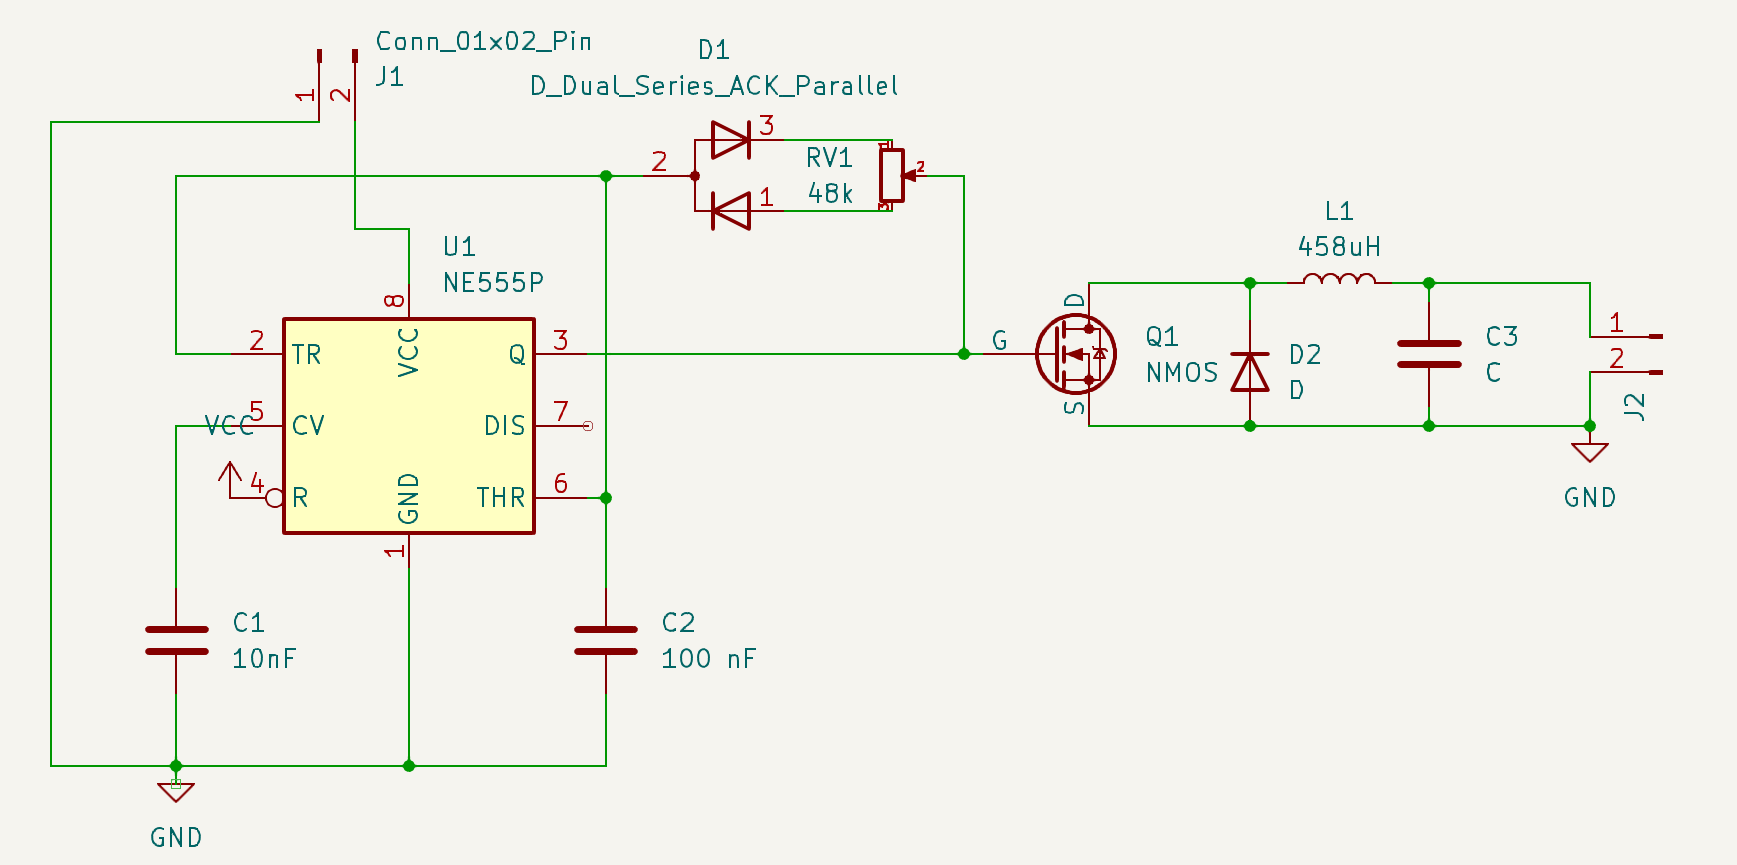 Conn_01x02_Pin
J1
1
2
D1
D_Dual_Series_ACK_Parallel
3
2
1
RV1
48k
1
2
3
U1
NE555P
8
VCC
2
TR
Q
3
VCC
5
CV
DIS
7
4
R
GND
THR
6
1
G
D
S
Q1
NMOS
D2
D
L1
458uH
C3
C
1
2
J2
GND
C1
10nF
C2
100 nF
GND